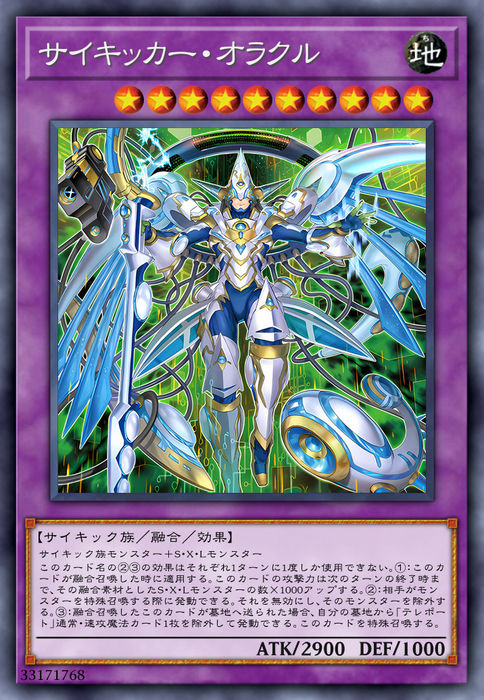 サイキッカー・オラクル
ち
地
【サイキック族／融合／効果】
サイキック族モンスター＋S・X・Lモンスター
このカード名の②③の効果はそれぞれ1ターンに1度しか使用できない。①：このカ
ードが融合召喚した時に適用する。このカードの攻撃力は次のターンの終了時ま
で、その融合素材としたS・X・Lモンスターの数×1000アップする。②：相手がモン
スターを特殊召喚する際に発動できる。それを無効にし、そのモンスターを除外す
る。③：融合召喚したこのカードが墓地へ送られた場合、自分の墓地から「テレポ
ート」通常・速攻魔法カード1枚を除外して発動できる。このカードを特殊召喚する。
ATK/2900 DEF/1000
33171768